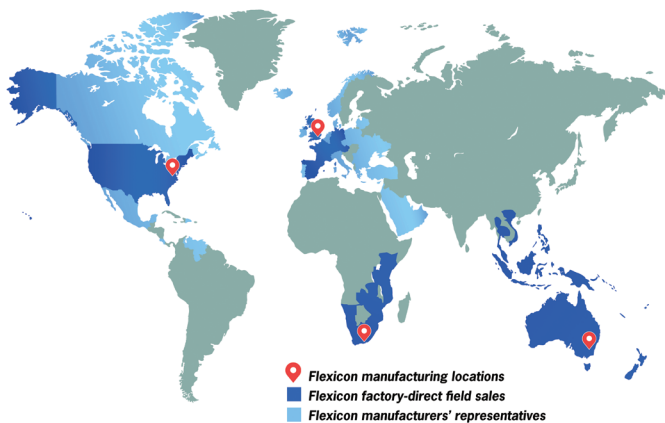 Flexicon manufacturing locations
Flexicon factory-direct field sales
Flexicon manufacturers' representatives